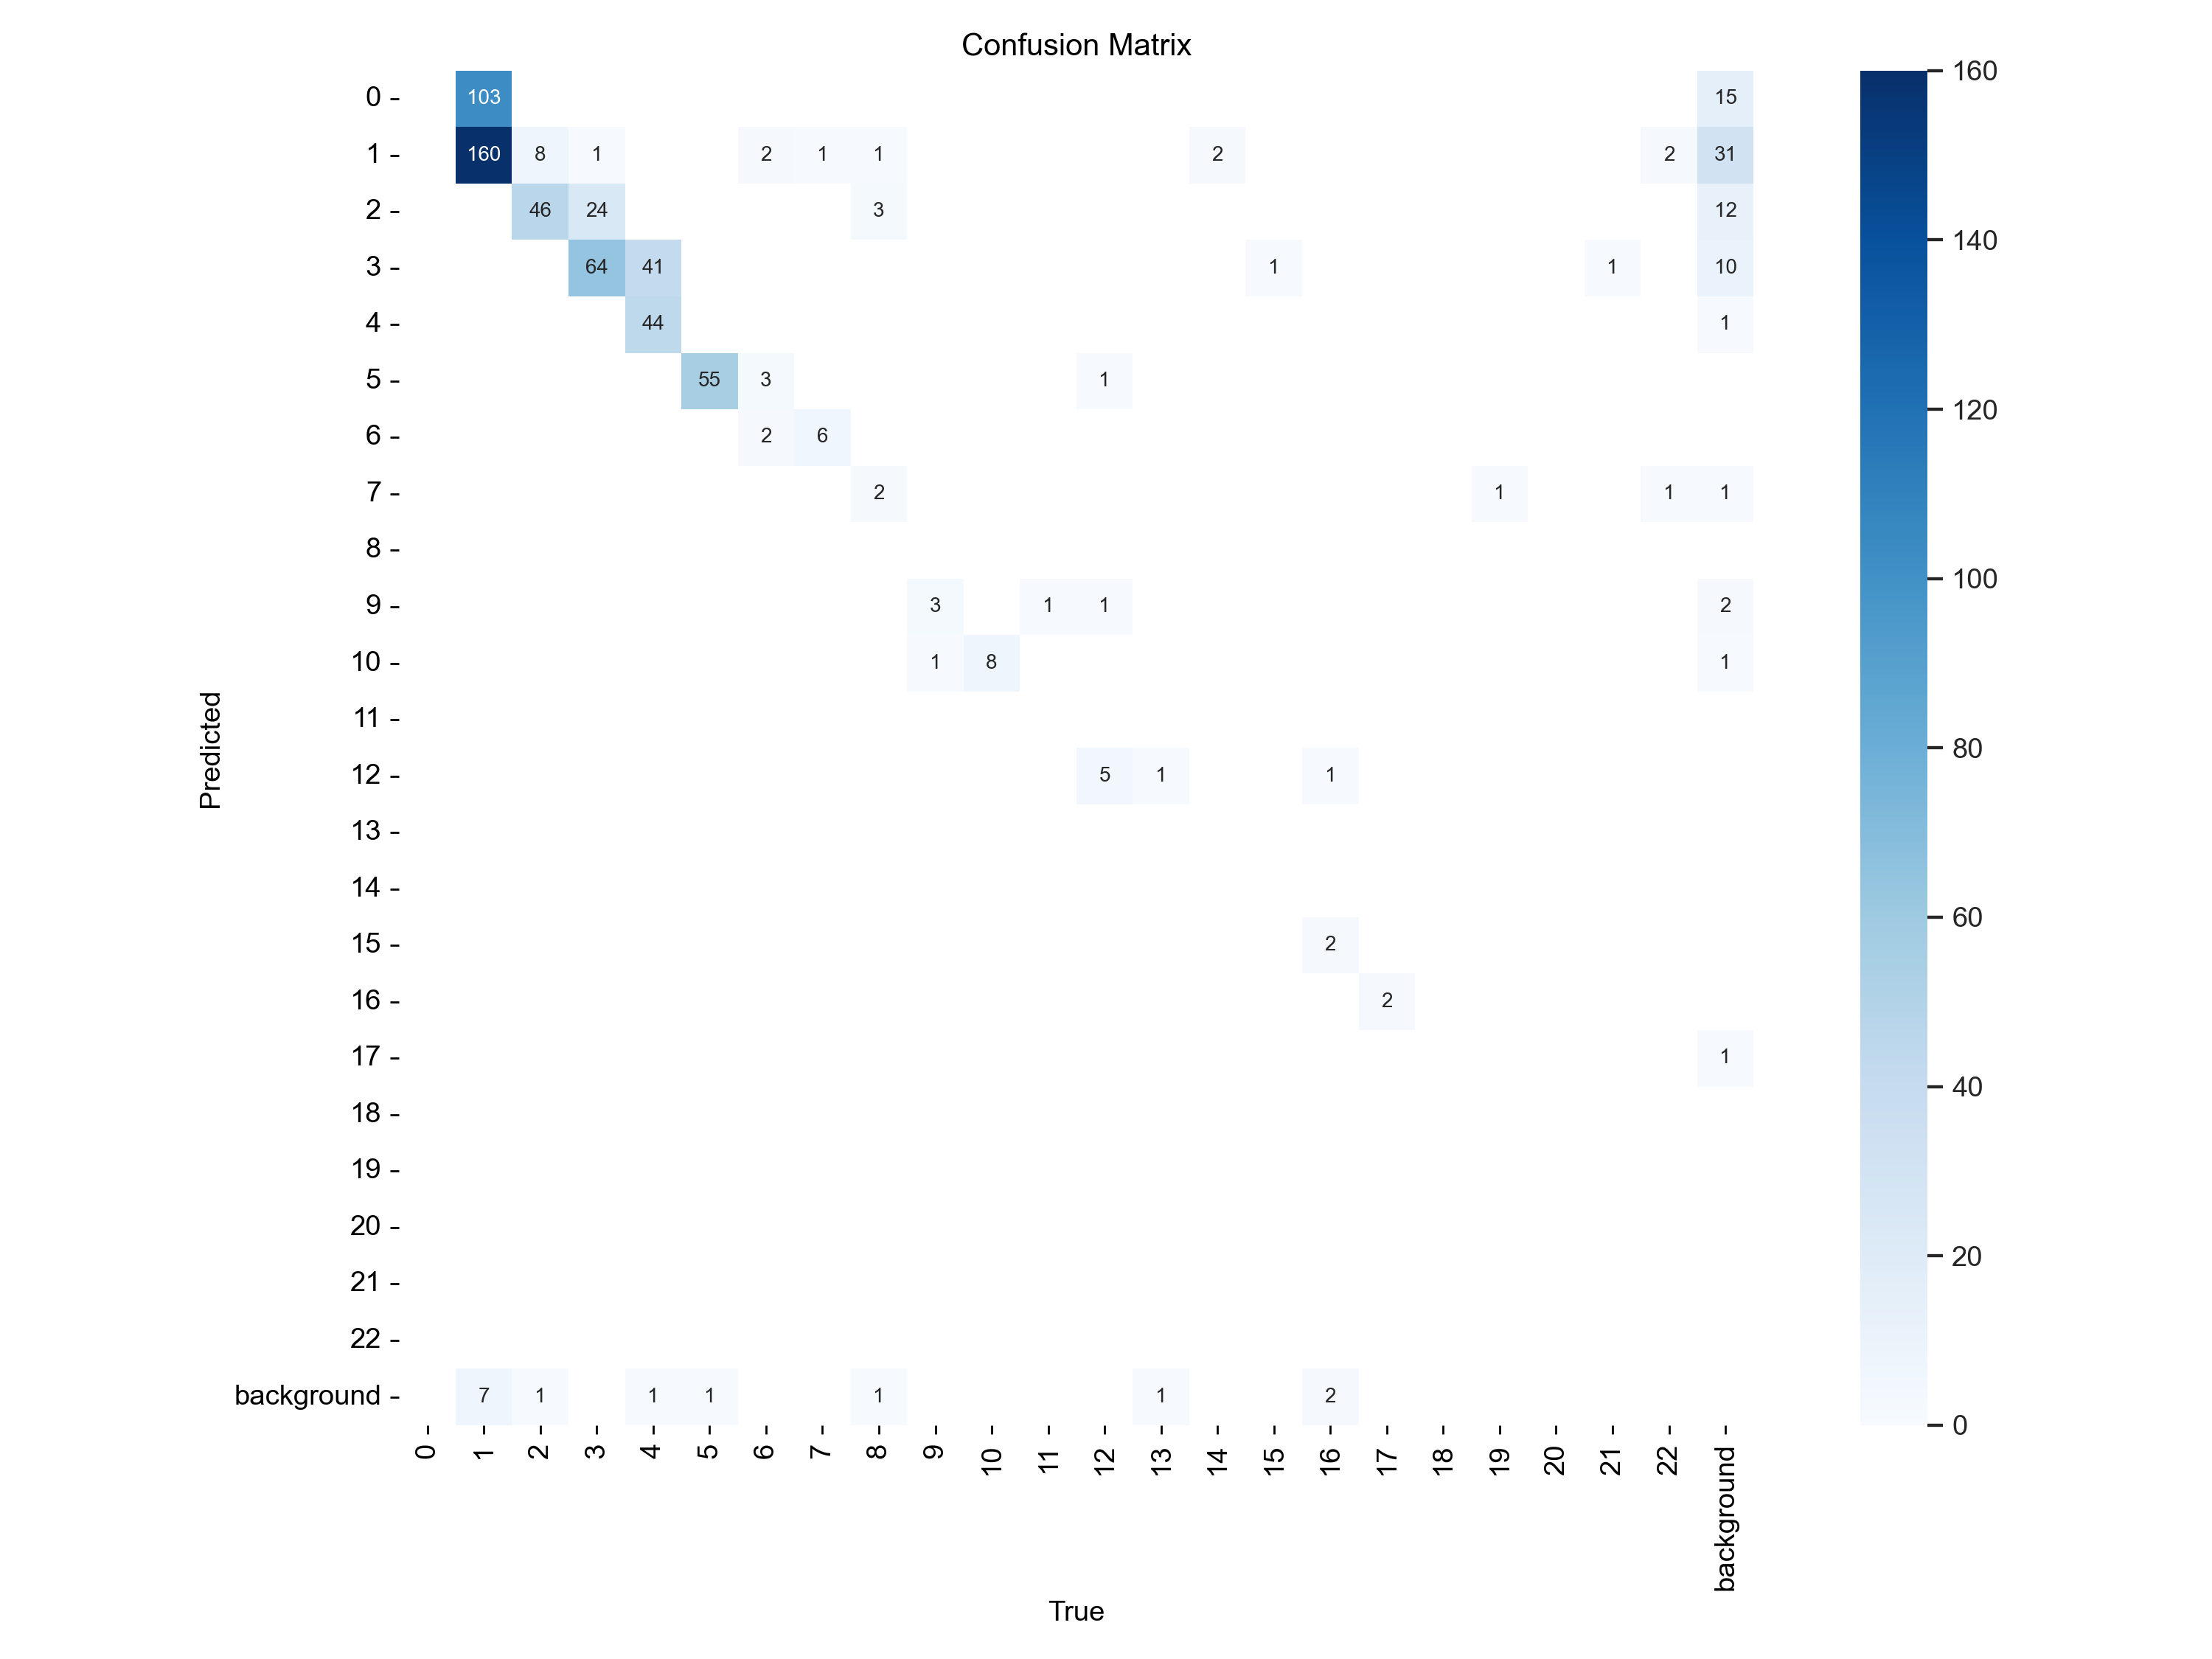 Confusion Matrix
0 103 15 160
1 160 8 1 2 1 1 2 2 31
2 46 24 3 12 140
3 64 41 1 1 10
4 44 1 120
5 55 3 1
6 2 6
7 2 1 1 1 100
8
9 3 1 1 2
10 1 8 1
11
12 5 1 1 80
13
14
15 2 60
16 2
17 1
18 40
19
20
21 20
22
background 7 1 1 1 1 1 2 0
0 1 2 3 4 5 6 7 8 9 10 11 12 13 14 15 16 17 18 19 20 21 22 background
Predicted
True